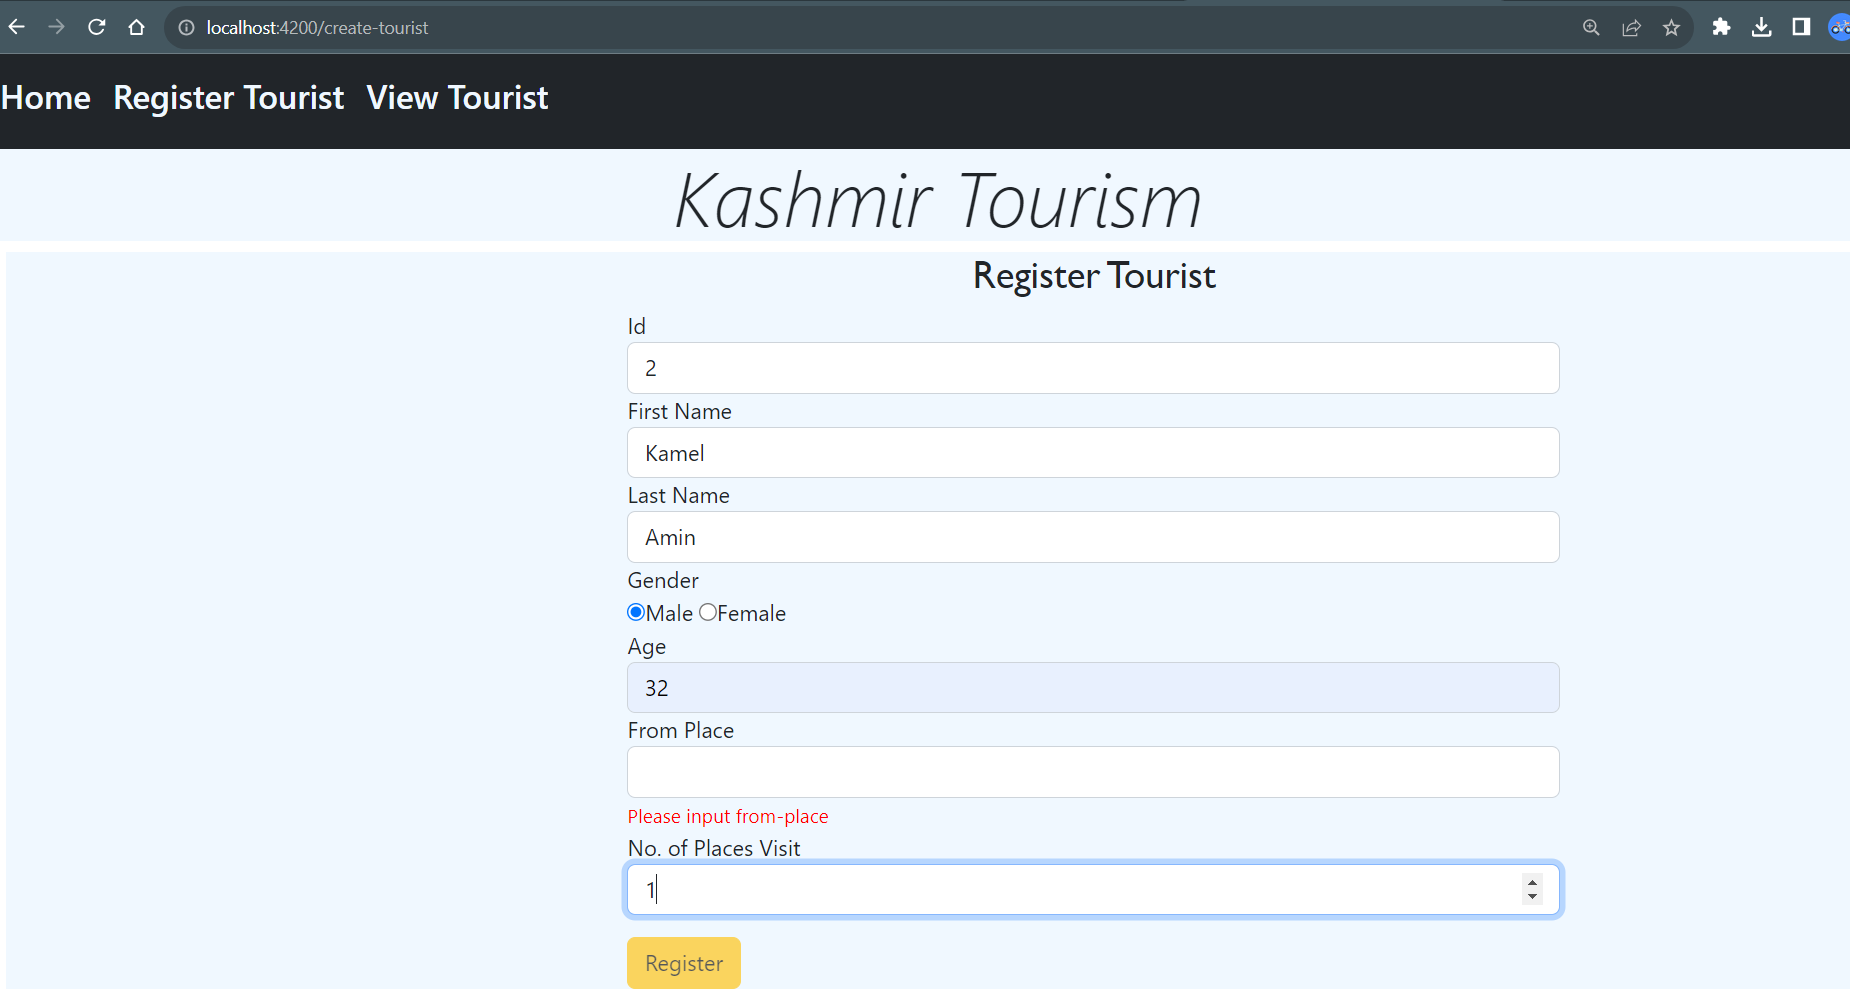 localhost:4200/create-tourist
Home Register Tourist View Tourist
Kashmir Tourism
Register Tourist
Id
2
First Name
Kamel
Last Name
Amin
Gender
Male Female
Age
32
From Place
Please input from-place
No. of Places Visit
1
Register